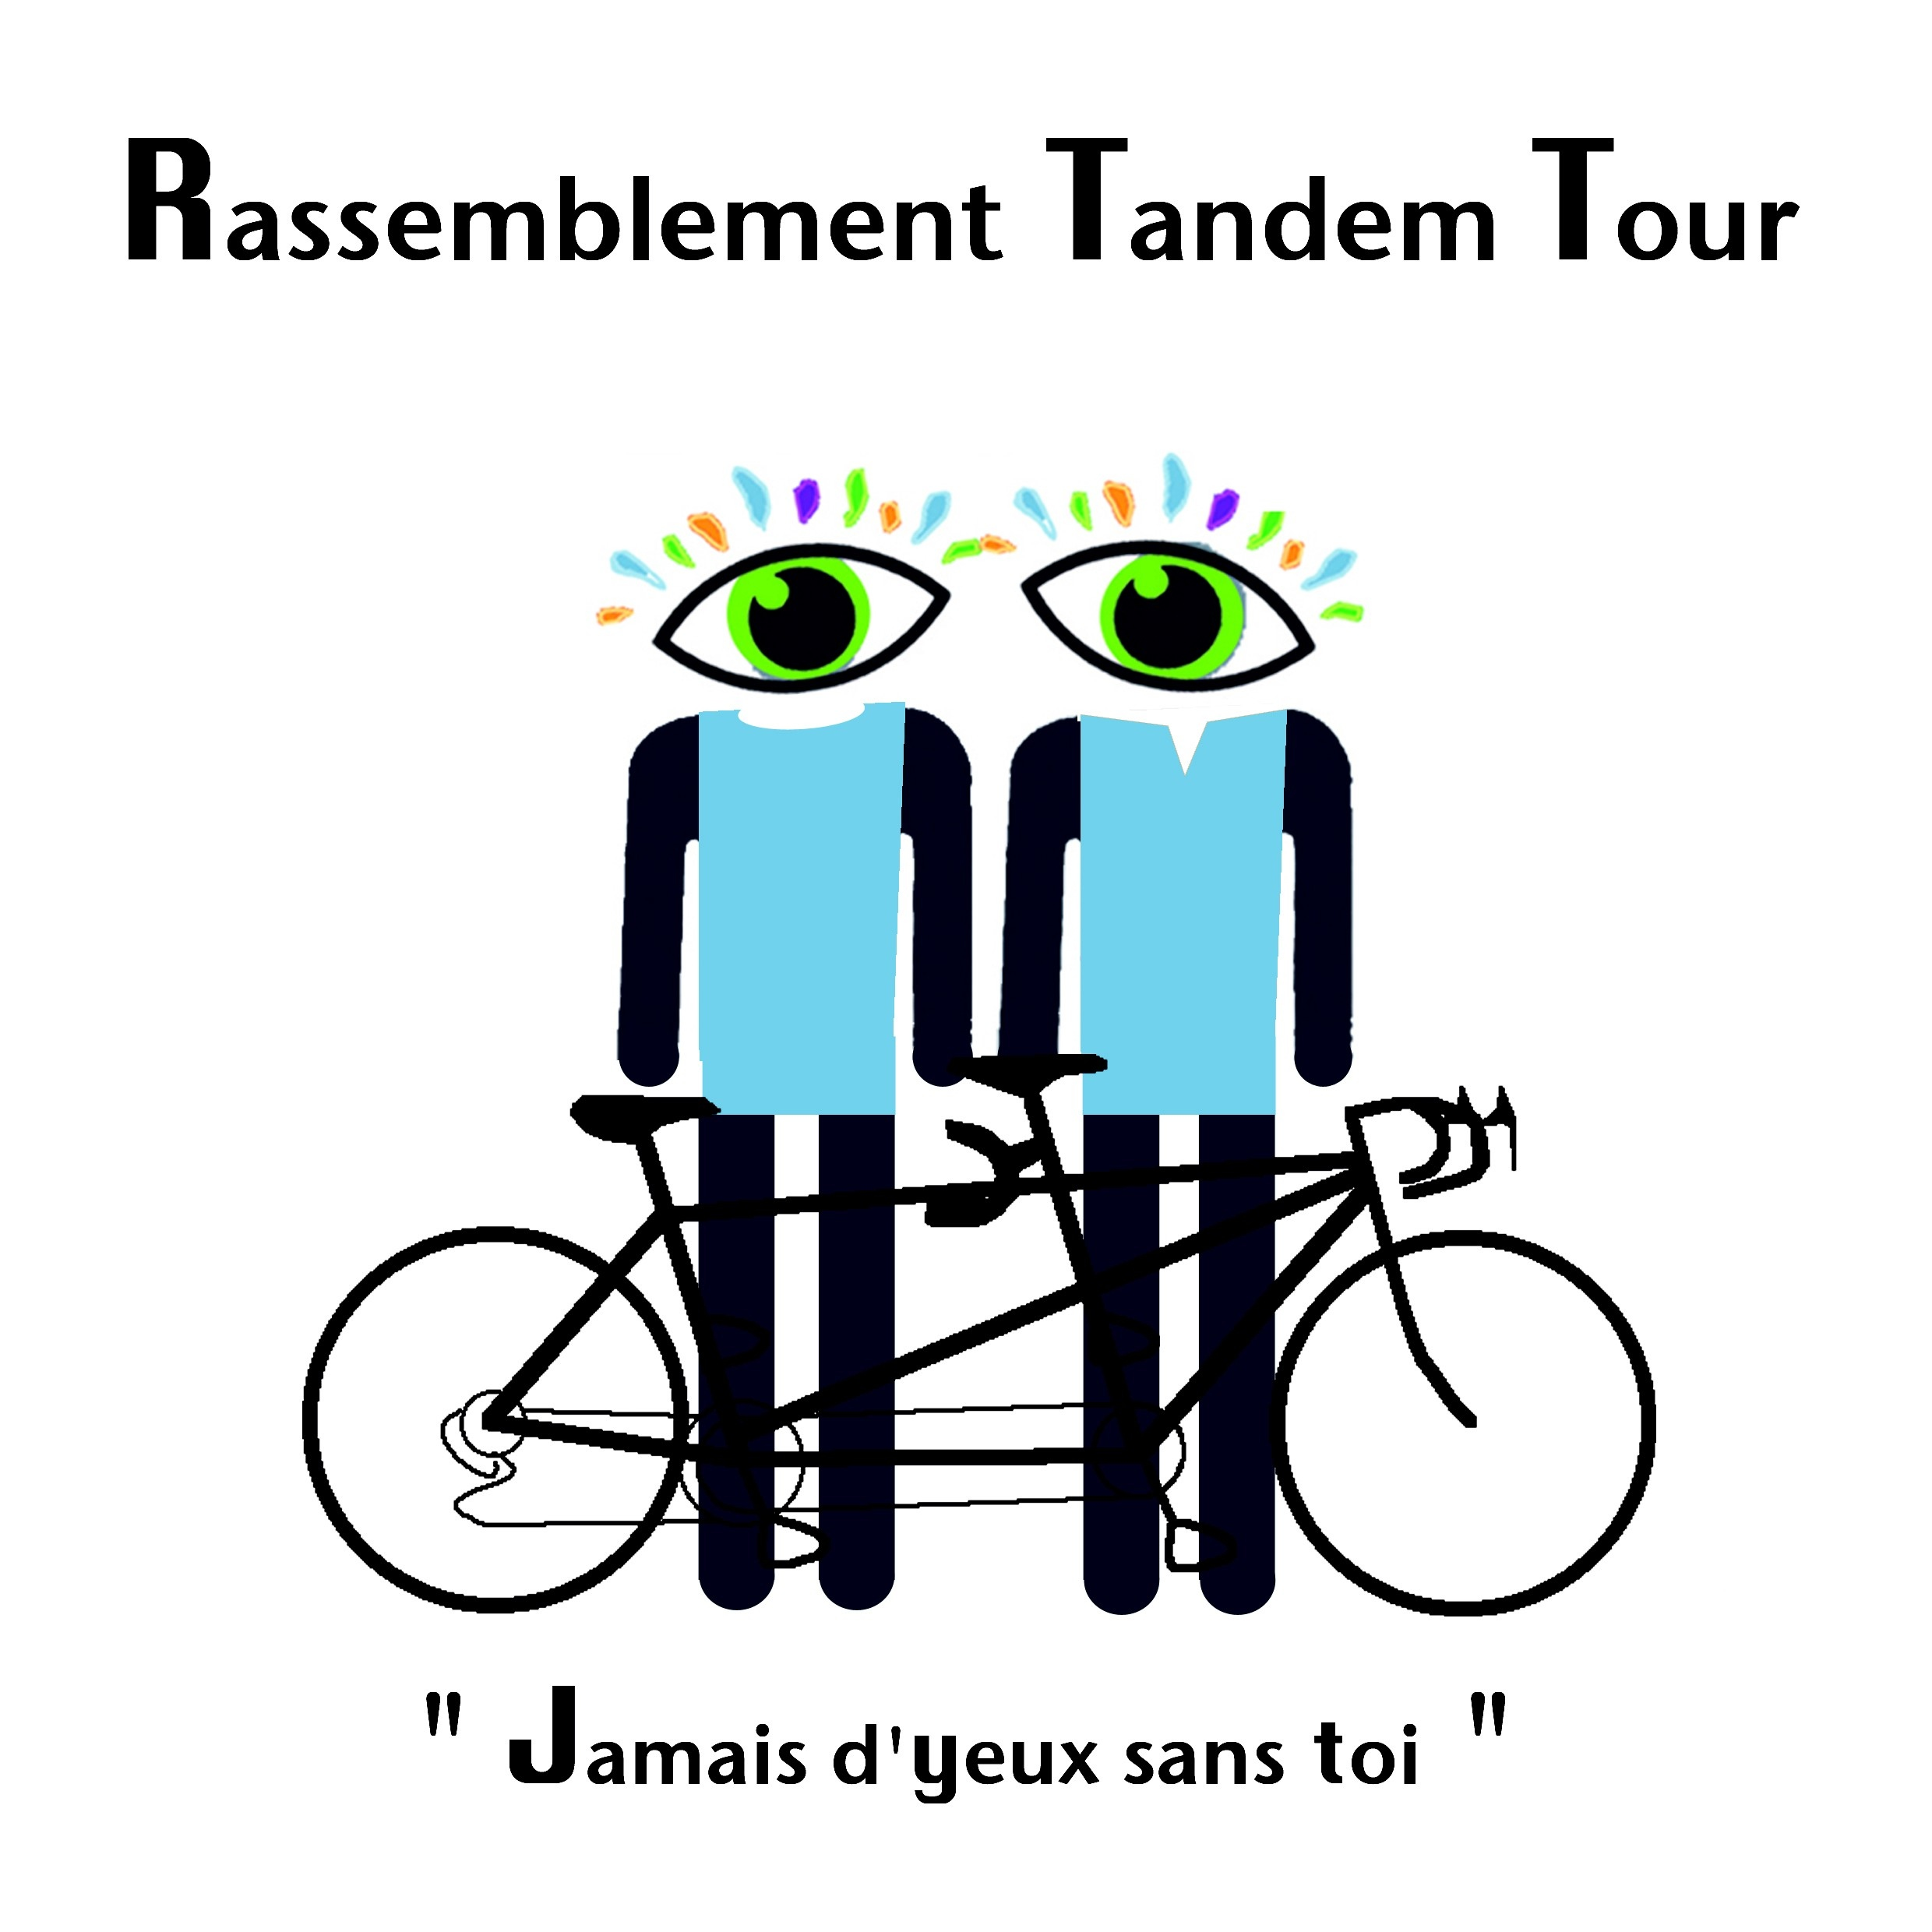 Rassemblement Tandem Tour
" Jamais d'yeux sans toi "